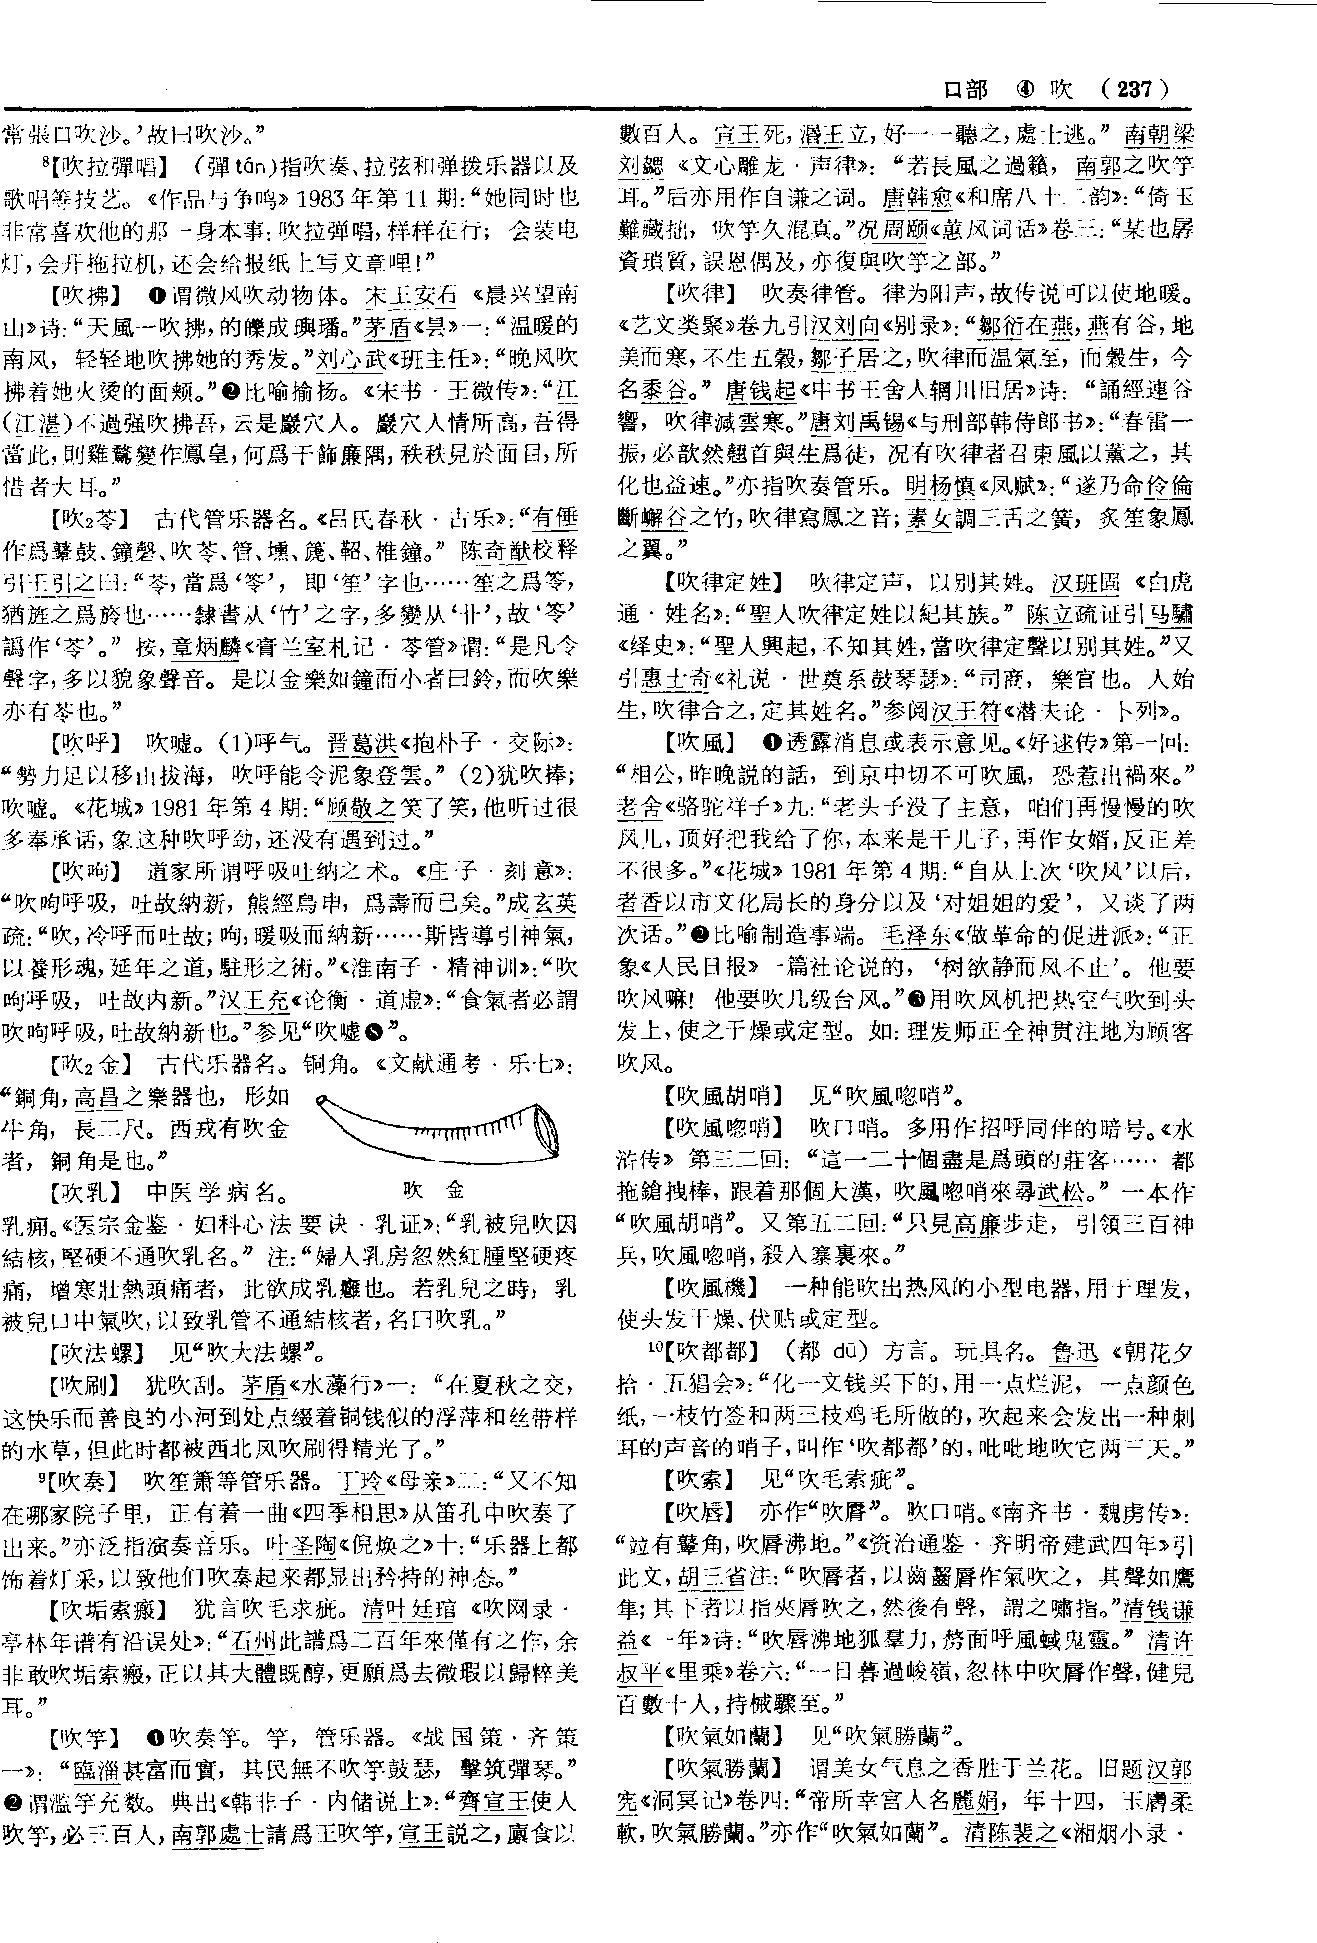 口部 ④ 吹 (237)
常張口吹沙。’故曰吹沙。”
⁸【吹拉彈唱】 (彈 tán)指吹奏、拉弦和弹拨乐器以及
歌唱等技艺。《作品与争鸣》1983年第11期:“她同时也
非常喜欢他的那一身本事:吹拉弹唱,样样在行;会装电
灯,会开拖拉机,还会给报纸上写文章哩!”
【吹拂】 ❶谓微风吹动物体。宋王安石《晨兴望南
山》诗:“天風一吹拂,的皪成璵璠。”茅盾《昙》一:“温暖的
南风,轻轻地吹拂她的秀发。”刘心武《班主任》:“晚风吹
拂着她火烫的面颊。”❷比喻揄扬。《宋书·王微传》:“江
(江湛)不過强吹拂吾,云是巖穴人。巖穴人情所高,吾得
當此,則雞鶩變作鳳皇,何爲干飾廉隅,秩秩見於面目,所
惜者大耳。”
【吹₂苓】 古代管乐器名。《吕氏春秋·古乐》:“有倕
作爲鼙鼓、鐘磬、吹苓、管、壎、篪、鞀、椎鐘。”陈奇猷校释
引王引之曰:“苓,當爲‘笭’,即‘笙’字也……笙之爲笭,
猶旌之爲旍也……隸書从‘竹’之字,多變从‘艸’,故‘笭’
譌作‘苓’。”按,章炳麟《膏兰室札记·苓管》谓:“是凡令
聲字,多以貌象聲音。是以金樂如鐘而小者曰鈴,而吹樂
亦有苓也。”
【吹呼】 吹嘘。(1)呼气。晋葛洪《抱朴子·交际》:
“勢力足以移山拔海,吹呼能令泥象登雲。”(2)犹吹捧;
吹嘘。《花城》1981年第4期:“顾敬之笑了笑,他听过很
多奉承话,象这种吹呼劲,还没有遇到过。”
【吹呴】 道家所谓呼吸吐纳之术。《庄子·刻意》:
“吹呴呼吸,吐故納新,熊經鳥申,爲壽而已矣。”成玄英
疏:“吹,冷呼而吐故;呴,暖吸而納新……斯皆導引神氣,
以養形魂,延年之道,駐形之術。”《淮南子·精神训》:“吹
呴呼吸,吐故内新。”汉王充《论衡·道虚》:“食氣者必謂
吹呴呼吸,吐故納新也。”参见“吹嘘❶”。
【吹₂金】 古代乐器名。铜角。《文献通考·乐七》:
“銅角,高昌之樂器也,形如
牛角,長二尺。西戎有吹金
者,銅角是也。”
吹 金
【吹乳】 中医学病名。
乳痈。《医宗金鉴·妇科心法要诀·乳证》:“乳被兒吹因
結核,堅硬不通吹乳名。”注:“婦人乳房忽然紅腫堅硬疼
痛,增寒壯熱頭痛者,此欲成乳癰也。若乳兒之時,乳
被兒口中氣吹,以致乳管不通結核者,名曰吹乳。”
【吹法螺】 见“吹大法螺”。
【吹刷】 犹吹刮。茅盾《水藻行》一:“在夏秋之交,
这快乐而善良的小河到处点缀着铜钱似的浮萍和丝带样
的水草,但此时都被西北风吹刷得精光了。”
⁹【吹奏】 吹笙箫等管乐器。丁玲《母亲》二:“又不知
在哪家院子里,正有着一曲《四季相思》从笛孔中吹奏了
出来。”亦泛指演奏音乐。叶圣陶《倪焕之》十:“乐器上都
饰着灯采,以致他们吹奏起来都显出矜持的神态。”
【吹垢索瘢】 犹言吹毛求疵。清叶廷琯《吹网录·
亭林年谱有沿误处》:“石州此譜爲二百年來僅有之作,余
非敢吹垢索瘢,正以其大體既醇,更願爲去微瑕以歸粹美
耳。”
【吹竽】 ❶吹奏竽。竽,管乐器。《战国策·齐策
一》:“臨淄甚富而實,其民無不吹竽鼓瑟,擊筑彈琴。”
❷谓滥竽充数。典出《韩非子·内储说上》:“齊宣王使人
吹竽,必三百人,南郭處士請爲王吹竽,宣王説之,廪食以
數百人。宣王死,湣王立,好一一聽之,處士逃。”南朝梁
刘勰《文心雕龙·声律》:“若長風之過籟,南郭之吹竽
耳。”后亦用作自谦之词。唐韩愈《和席八十二韵》:“倚玉
難藏拙,吹竽久混真。”况周颐《蕙风词话》卷三:“某也孱
資瑣質,誤恩偶及,亦復與吹竽之部。”
【吹律】 吹奏律管。律为阳声,故传说可以使地暖。
《艺文类聚》卷九引汉刘向《别录》:“鄒衍在燕,燕有谷,地
美而寒,不生五穀,鄒子居之,吹律而温氣至,而穀生,今
名黍谷。”唐钱起《中书王舍人辋川旧居》诗:“誦經連谷
響,吹律減雲寒。”唐刘禹锡《与刑部韩侍郎书》:“春雷一
振,必歆然翹首與生爲徒,况有吹律者召東風以薰之,其
化也益速。”亦指吹奏管乐。明杨慎《凤赋》:“遂乃命伶倫
斷嶰谷之竹,吹律寫鳳之音;素女調三舌之簧,炙笙象鳳
之翼。”
【吹律定姓】 吹律定声,以别其姓。汉班固《白虎
通·姓名》:“聖人吹律定姓以紀其族。”陈立疏证引马骕
《绎史》:“聖人興起,不知其姓,當吹律定聲以别其姓。”又
引惠士奇《礼说·世奠系鼓琴瑟》:“司商,樂官也。人始
生,吹律合之,定其姓名。”参阅汉王符《潜夫论·卜列》。
【吹風】 ❶透露消息或表示意见。《好逑传》第一回:
“相公,昨晚説的話,到京中切不可吹風,恐惹出禍來。”
老舍《骆驼祥子》九:“老头子没了主意,咱们再慢慢的吹
风儿,顶好把我给了你,本来是干儿子,再作女婿,反正差
不很多。”《花城》1981年第4期:“自从上次‘吹风’以后,
耆香以市文化局长的身分以及‘对姐姐的爱’,又谈了两
次话。”❷比喻制造事端。毛泽东《做革命的促进派》:“正
象《人民日报》一篇社论说的,‘树欲静而风不止’。他要
吹风嘛!他要吹几级台风。”❸用吹风机把热空气吹到头
发上,使之干燥或定型。如:理发师正全神贯注地为顾客
吹风。
【吹風胡哨】 见“吹風唿哨”。
【吹風唿哨】 吹口哨。多用作招呼同伴的暗号。《水
浒传》第三二回:“這一二十個盡是爲頭的莊客……都
拖鎗拽棒,跟着那個大漢,吹風唿哨來尋武松。”一本作
“吹風胡哨”。又第五二回:“只見高廉步走,引領三百神
兵,吹風唿哨,殺入寨裏來。”
【吹風機】 一种能吹出热风的小型电器,用于理发,
使头发干燥、伏贴或定型。
¹⁰【吹都都】 (都 dū)方言。玩具名。鲁迅《朝花夕
拾·五猖会》:“化一文钱买下的,用一点烂泥,一点颜色
纸,一枝竹签和两三枝鸡毛所做的,吹起来会发出一种刺
耳的声音的哨子,叫作‘吹都都’的,吡吡地吹它两三天。”
【吹索】 见“吹毛索疵”。
【吹唇】 亦作“吹脣”。吹口哨。《南齐书·魏虏传》:
“竝有鼙角,吹脣沸地。”《资治通鉴·齐明帝建武四年》引
此文,胡三省注:“吹脣者,以齒齧脣作氣吹之,其聲如鷹
隼;其下者以指夾脣吹之,然後有聲,謂之嘯指。”清钱谦
益《一年》诗:“吹唇沸地狐羣力,剺面呼風蜮鬼靈。”清许
叔平《里乘》卷六:“一日暮過峻嶺,忽林中吹脣作聲,健兒
百數十人,持械驟至。”
【吹氣如蘭】 见“吹氣勝蘭”。
【吹氣勝蘭】 谓美女气息之香胜于兰花。旧题汉郭
宪《洞冥记》卷四:“帝所幸宫人名麗娟,年十四,玉膚柔
軟,吹氣勝蘭。”亦作“吹氣如蘭”。清陈裴之《湘烟小录·